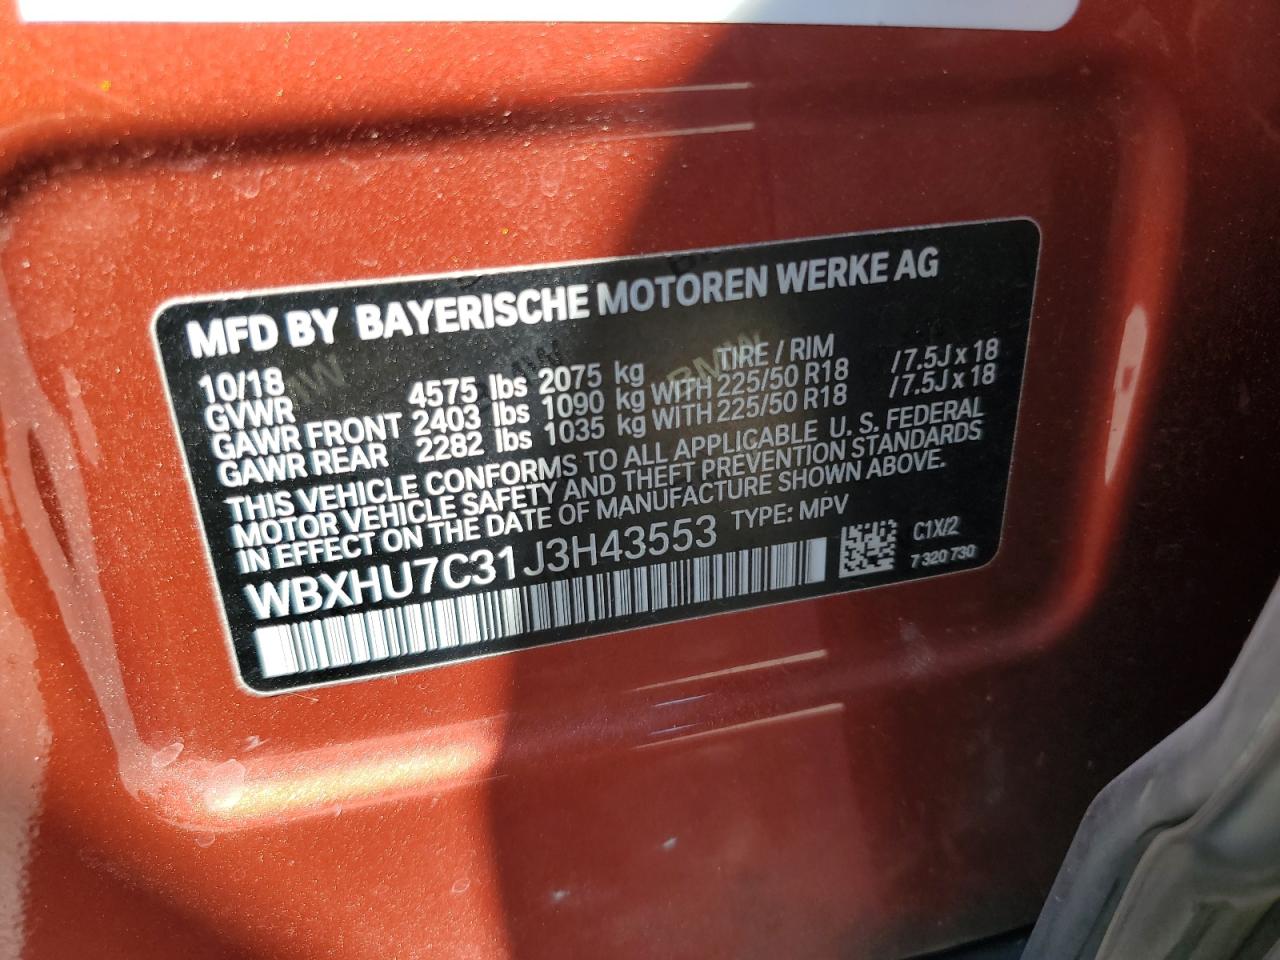 MFD BY BAYERISCHE MOTOREN WERKE AG
10/18 TIRE / RIM
GVWR 4575 lbs 2075 kg
GAWR FRONT 2403 lbs 1090 kg WITH 225/50 R18 /7.5J x 18
GAWR REAR 2282 lbs 1035 kg WITH 225/50 R18 /7.5J x 18
THIS VEHICLE CONFORMS TO ALL APPLICABLE U. S. FEDERAL
MOTOR VEHICLE SAFETY AND THEFT PREVENTION STANDARDS
IN EFFECT ON THE DATE OF MANUFACTURE SHOWN ABOVE.
WBXHU7C31J3H43553 TYPE: MPV
C1X/2
7 320 730